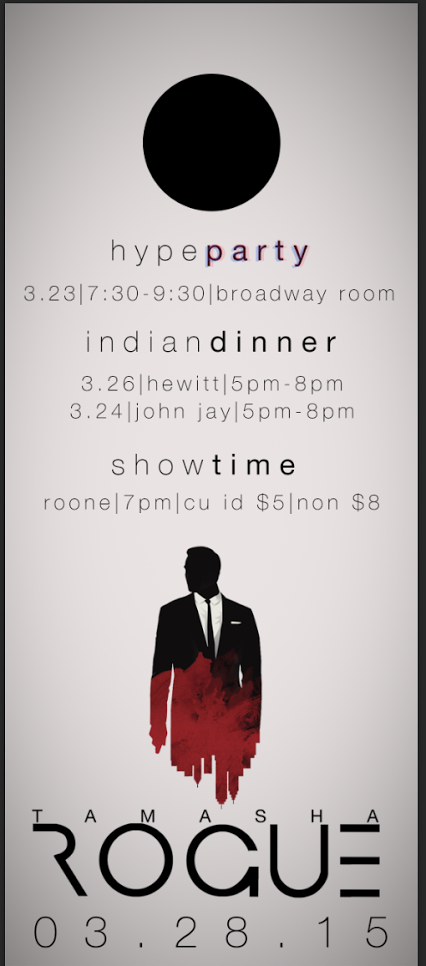 hypeparty
3.23|7:30-9:30|broadway room
indiandinner
3.26|hewitt|5pm-8pm
3.24|john jay|5pm-8pm
showtime
roone|7pm|cu id $5|non $8
TAMASHA
ROGUE
03.28.15